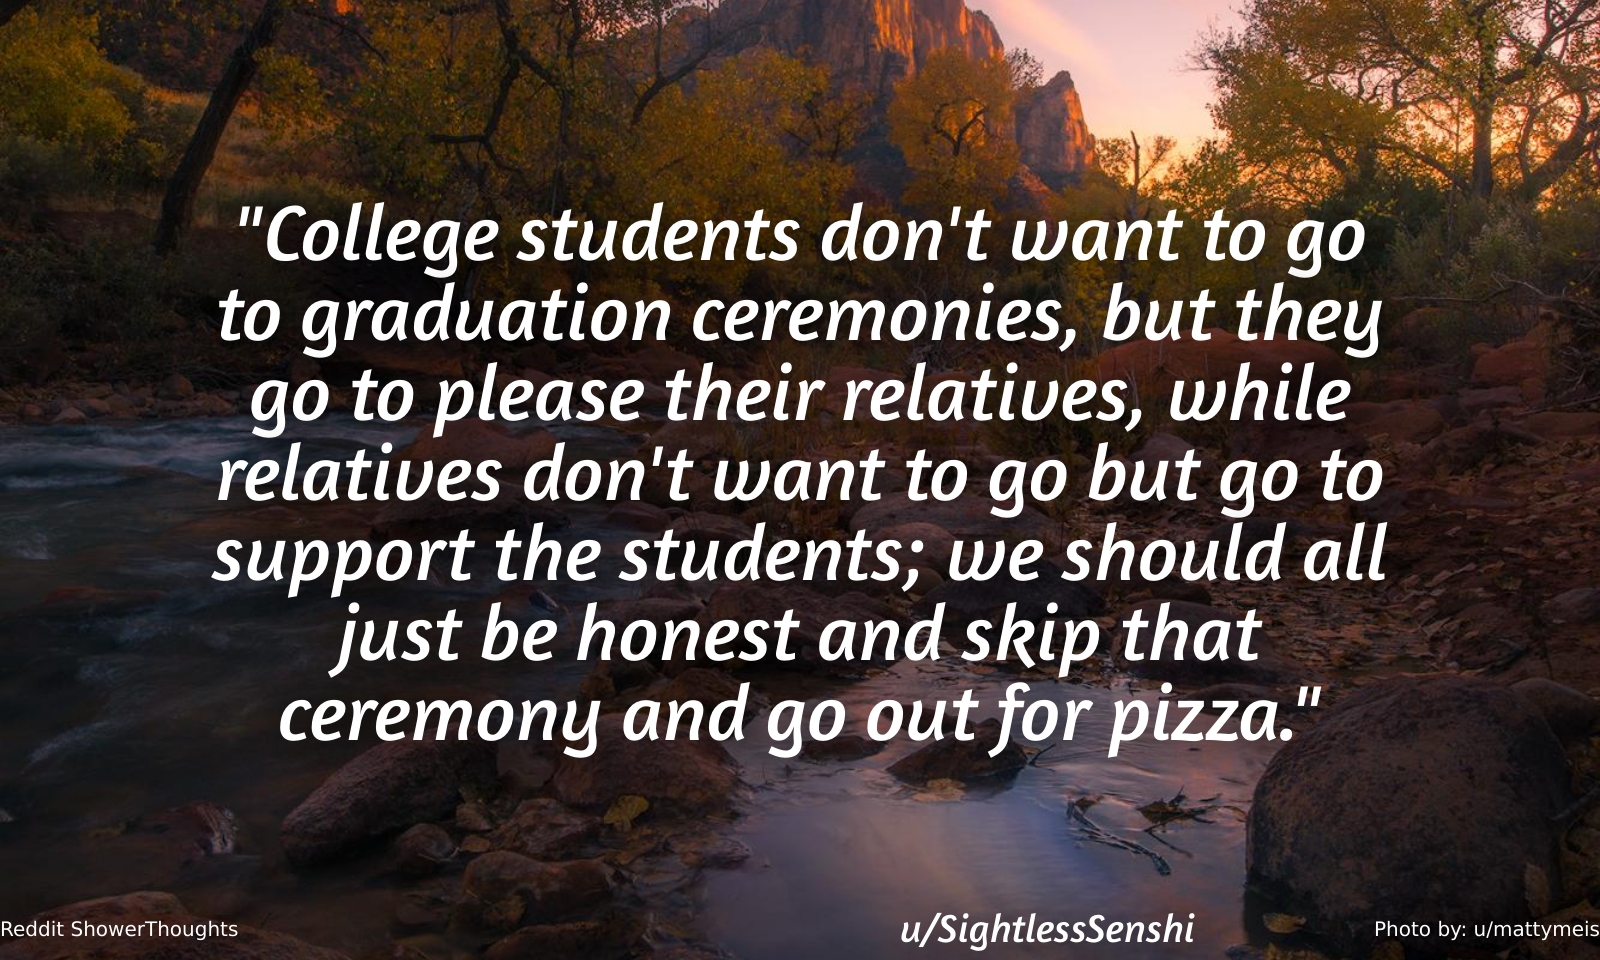 "College students don't want to go
to graduation ceremonies, but they
go to please their relatives, while
relatives don't want to go but go to
support the students; we should all
just be honest and skip that
ceremony and go out for pizza."
Reddit ShowerThoughts
u/SightlessSenshi
Photo by: u/mattymeis